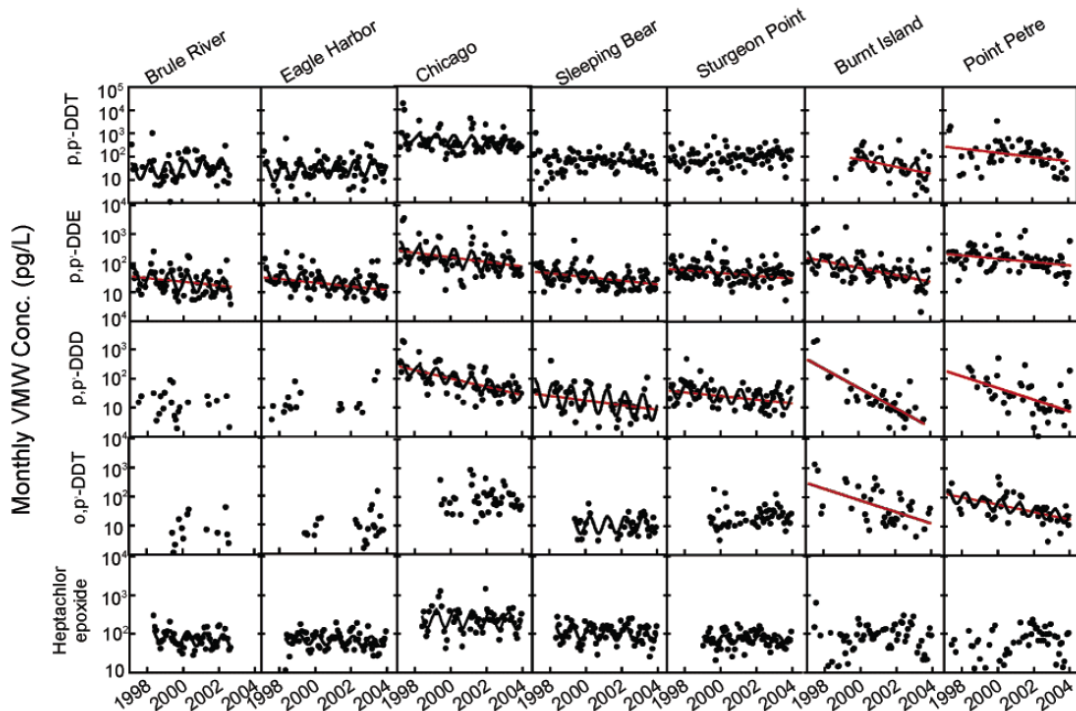 Brule River Eagle Harbor Chicago Sleeping Bear Sturgeon Point Burnt Island Point Petre
Monthly VMW Conc. (pg/L)
p,p'-DDT
10^5
10^4
10^3
10^2
10
p,p'-DDE
10^4
10^3
10^2
10
p,p'-DDD
10^4
10^3
10^2
10
o,p'-DDT
10^4
10^3
10^2
10
Heptachlor
epoxide
10^4
10^3
10^2
10
1998 2000 2002 2004 1998 2000 2002 2004 1998 2000 2002 2004 1998 2000 2002 2004 1998 2000 2002 2004 1998 2000 2002 2004 1998 2000 2002 2004